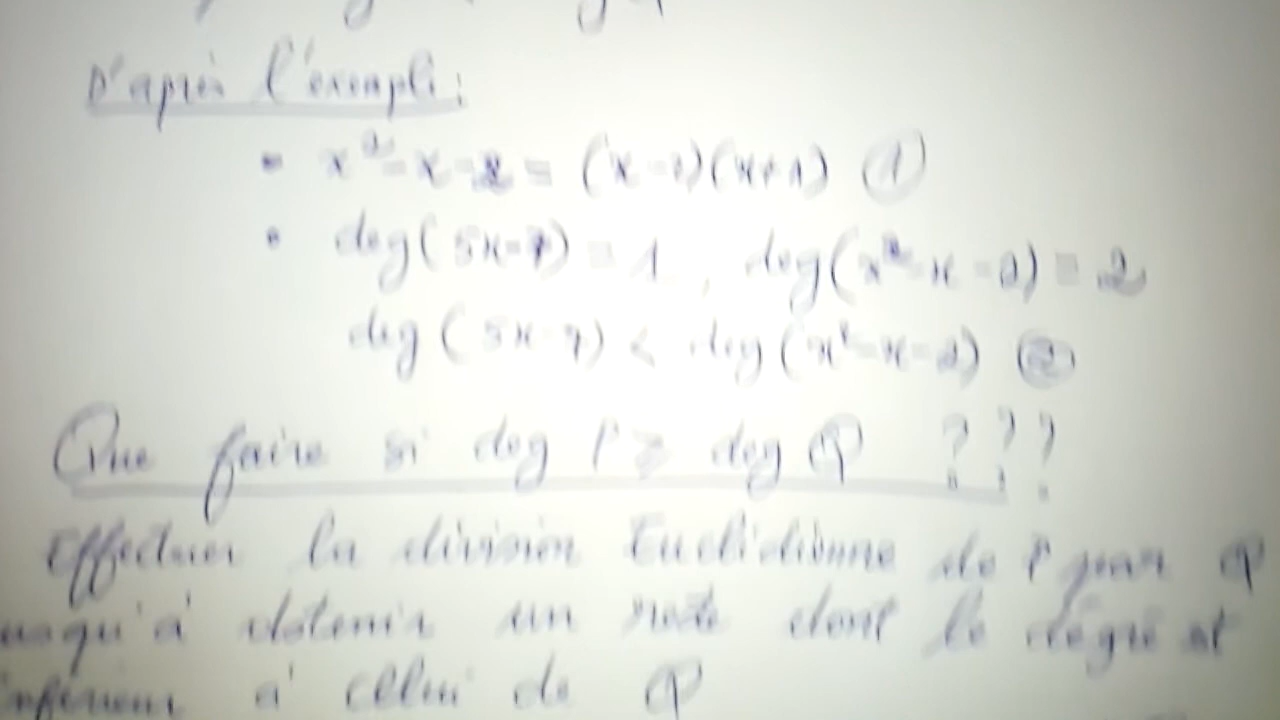 D'après l'exemple :
• x² - x - 2 = (x - 2)(x + 1) ①
• deg(5x - 7) = 1, deg(x² - x - 2) = 2
deg(5x - 7) < deg(x² - x - 2) ②
Que faire si deg P ≥ deg Q ???
Effectuer la division Euclidienne de P par Q
jusqu'à obtenir un reste dont le degré est
inférieur à celui de Q